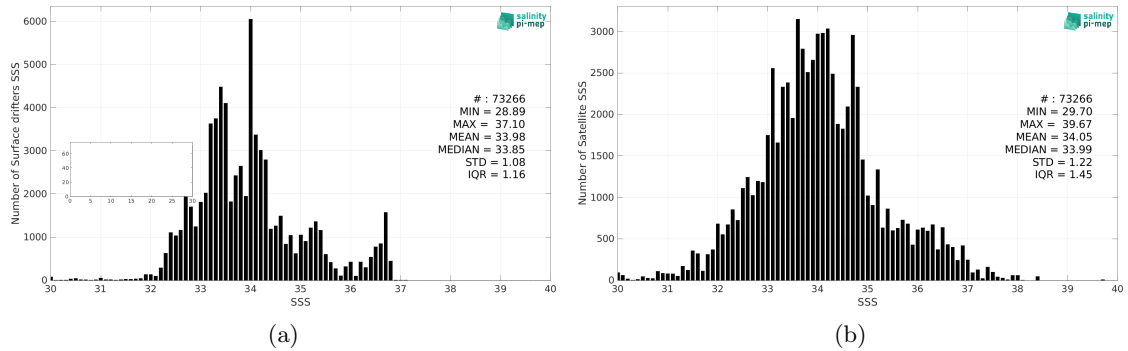 salinity
pi-mep
Number of Surface drifters SSS
6000
5000
4000
3000
2000
1000
0
# : 73266
MIN = 28.89
MAX = 37.10
MEAN = 33.98
MEDIAN = 33.85
STD = 1.08
IQR = 1.16
60
40
20
0
0 5 10 15 20 25 30
30 31 32 33 34 35 36 37 38 39 40
SSS
(a)
salinity
pi-mep
Number of Satellite SSS
3000
2500
2000
1500
1000
500
0
# : 73266
MIN = 29.70
MAX = 39.67
MEAN = 34.05
MEDIAN = 33.99
STD = 1.22
IQR = 1.45
30 31 32 33 34 35 36 37 38 39 40
SSS
(b)